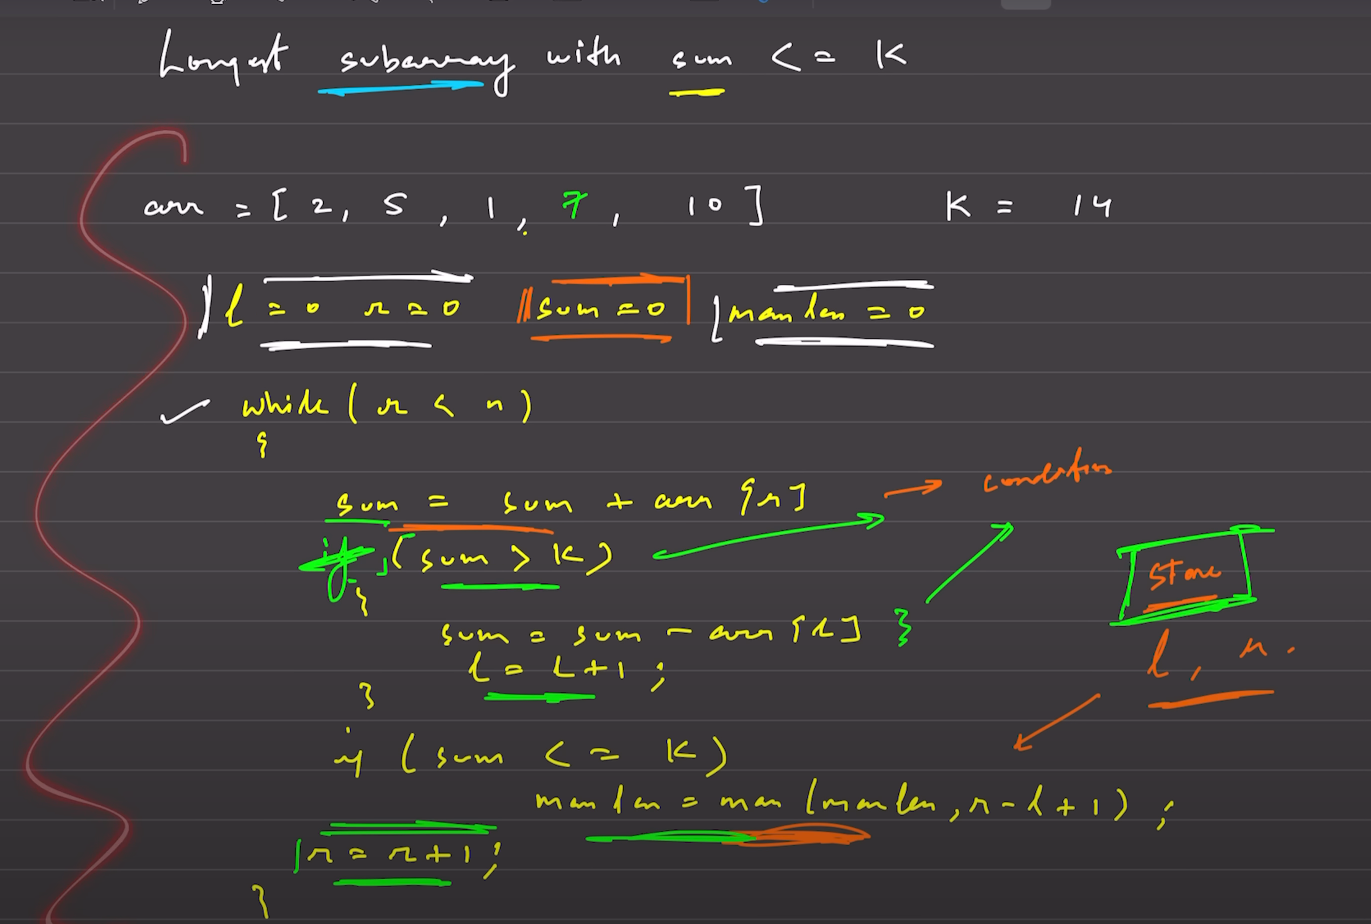 Longest subarray with sum <= K
arr = [ 2, 5, 1, 7, 10 ] K = 14
l = 0 r = 0 sum = 0 maxlen = 0
while ( r < n )
{
sum = sum + arr [r]
→ condition
if (sum > K)
{
sum = sum - arr [l] }
l = l+1 ;
}
store
l, r.
if (sum <= K)
maxlen = max (maxlen, r-l+1) ;
r = r+1 ;
}